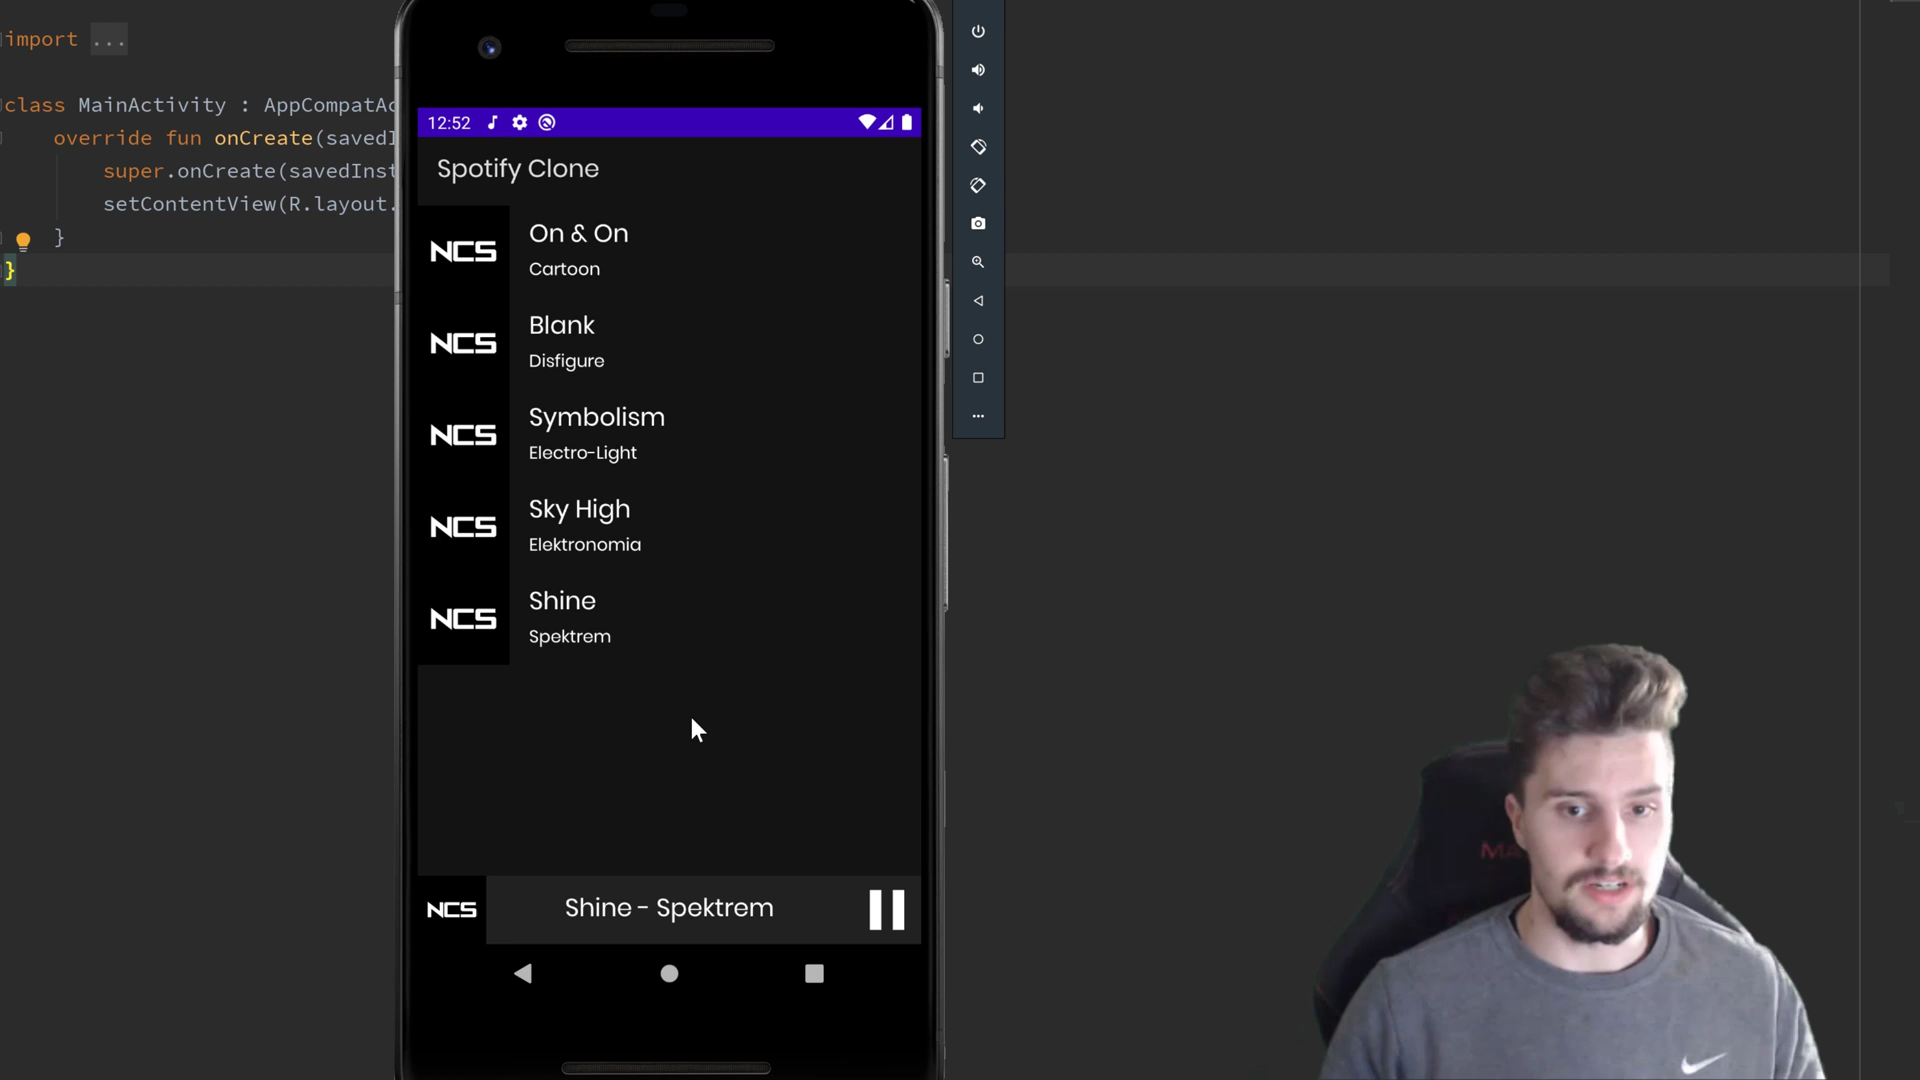 import ...
class MainActivity : AppCompatAc
override fun onCreate(savedI
super.onCreate(savedInst
setContentView(R.layout.
}
}
12:52
Spotify Clone
NCS
On & On
Cartoon
NCS
Blank
Disfigure
NCS
Symbolism
Electro-Light
NCS
Sky High
Elektronomia
NCS
Shine
Spektrem
NCS
Shine - Spektrem